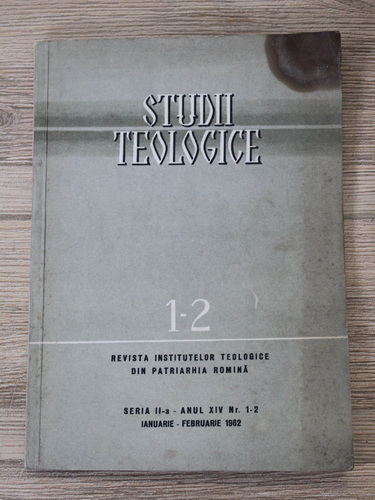 STUDII
TEOLOGICE
1-2
REVISTA INSTITUTELOR TEOLOGICE
DIN PATRIARHIA ROMINĂ
SERIA II-a - ANUL XIV Nr. 1-2
IANUARIE - FEBRUARIE 1962